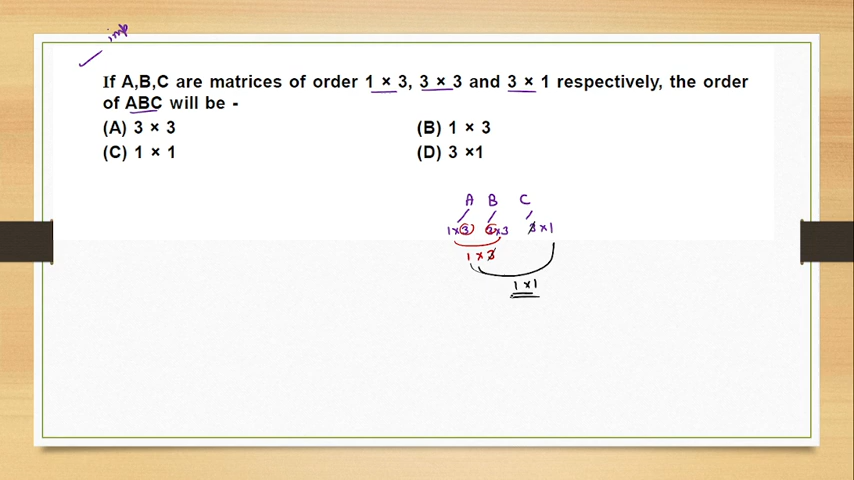 imp
If A,B,C are matrices of order 1 × 3, 3 × 3 and 3 × 1 respectively, the order
of ABC will be -
(A) 3 × 3 (B) 1 × 3
(C) 1 × 1 (D) 3 ×1
A B C
1×3 3×3 3×1
1×3
1×1